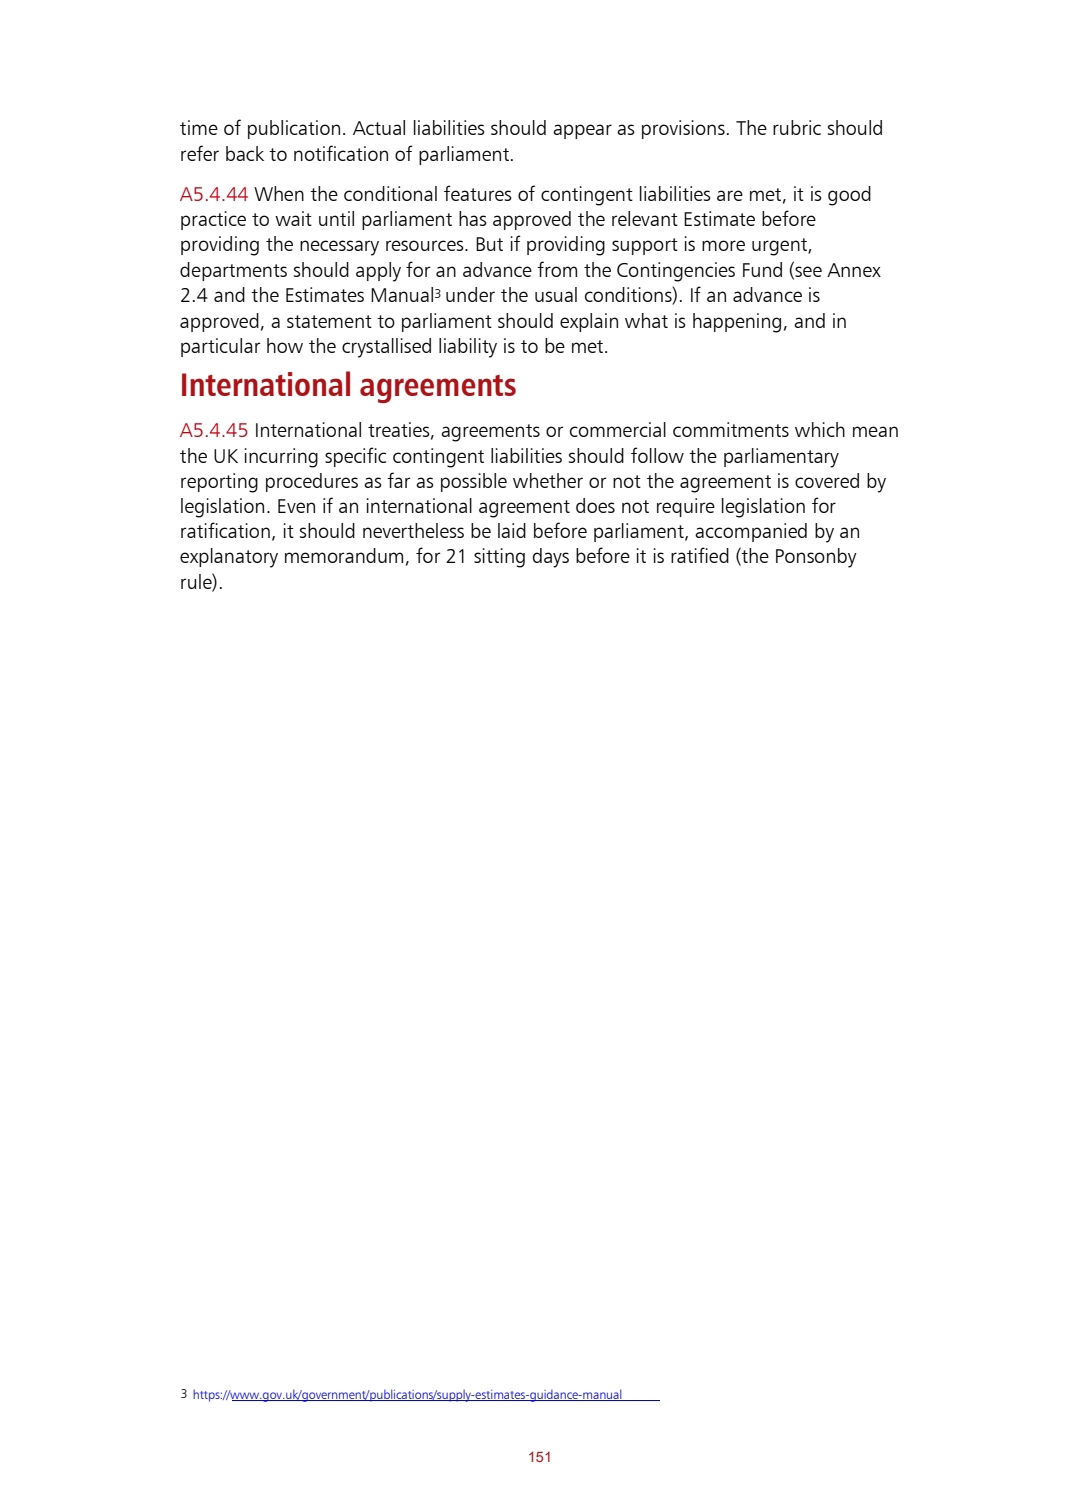 time of publication. Actual liabilities should appear as provisions. The rubric should
refer back to notification of parliament.
A5.4.44 When the conditional features of contingent liabilities are met, it is good
practice to wait until parliament has approved the relevant Estimate before
providing the necessary resources. But if providing support is more urgent,
departments should apply for an advance from the Contingencies Fund (see Annex
2.4 and the Estimates Manual3 under the usual conditions). If an advance is
approved, a statement to parliament should explain what is happening, and in
particular how the crystallised liability is to be met.
International agreements
A5.4.45 International treaties, agreements or commercial commitments which mean
the UK incurring specific contingent liabilities should follow the parliamentary
reporting procedures as far as possible whether or not the agreement is covered by
legislation. Even if an international agreement does not require legislation for
ratification, it should nevertheless be laid before parliament, accompanied by an
explanatory memorandum, for 21 sitting days before it is ratified (the Ponsonby
rule).
3 https://www.gov.uk/government/publications/supply-estimates-guidance-manual
151